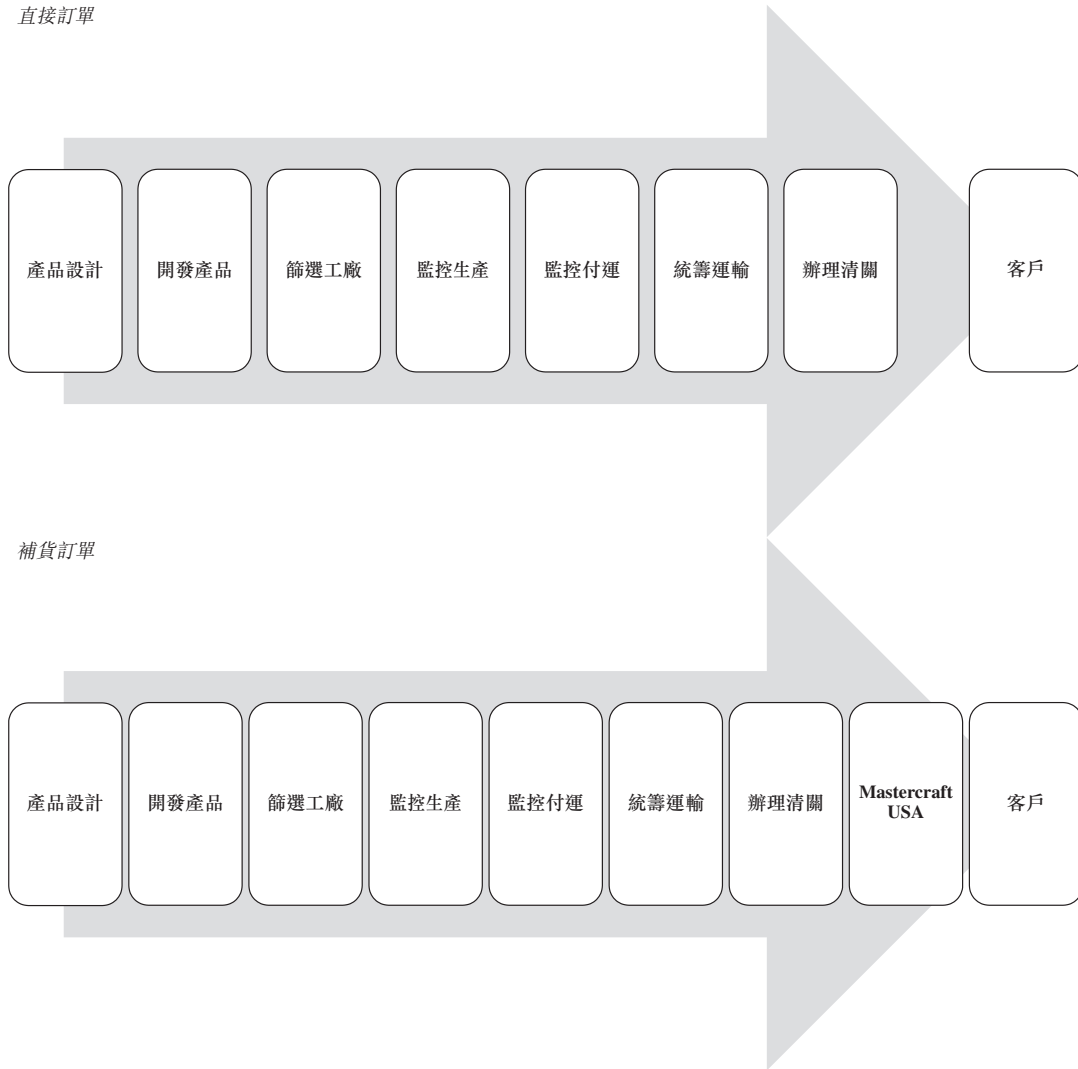 直接訂單
產品設計
開發產品
篩選工廠
監控生產
監控付運
統籌運輸
辦理清關
客戶
補貨訂單
產品設計
開發產品
篩選工廠
監控生產
監控付運
統籌運輸
辦理清關
Mastercraft
USA
客戶